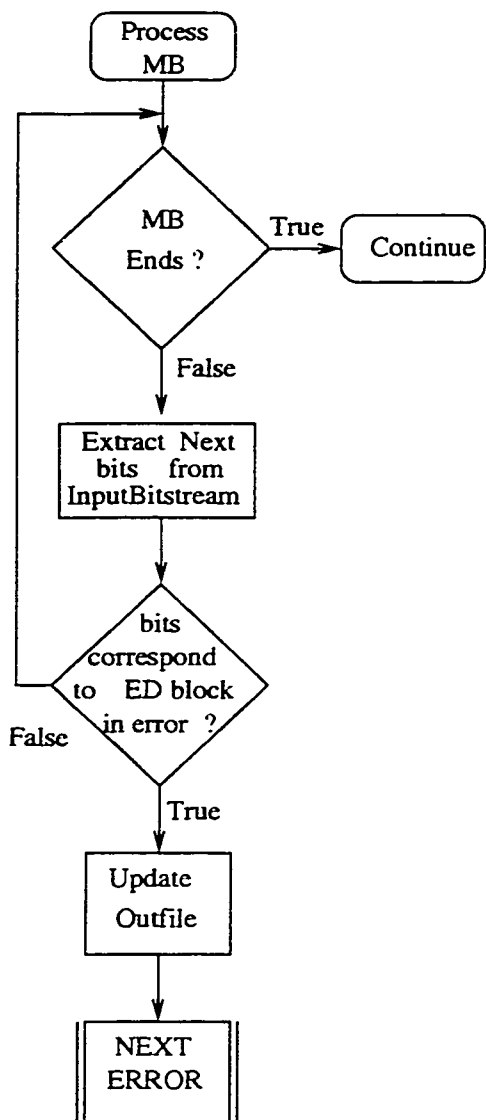 Process
MB
MB
Ends ?
True
Continue
False
Extract Next
bits from
InputBitstream
bits
correspond
to ED block
in error ?
False
True
Update
Outfile
NEXT
ERROR